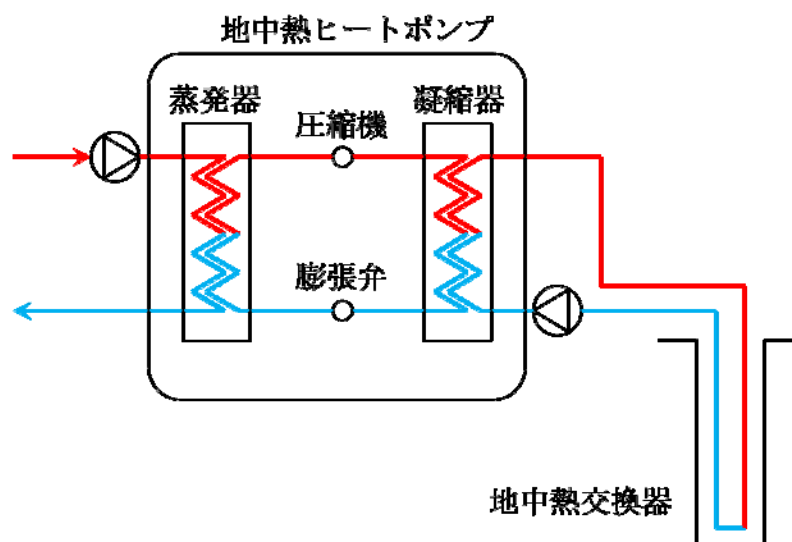 地中熱ヒートポンプ
蒸発器
凝縮器
圧縮機
膨張弁
地中熱交換器